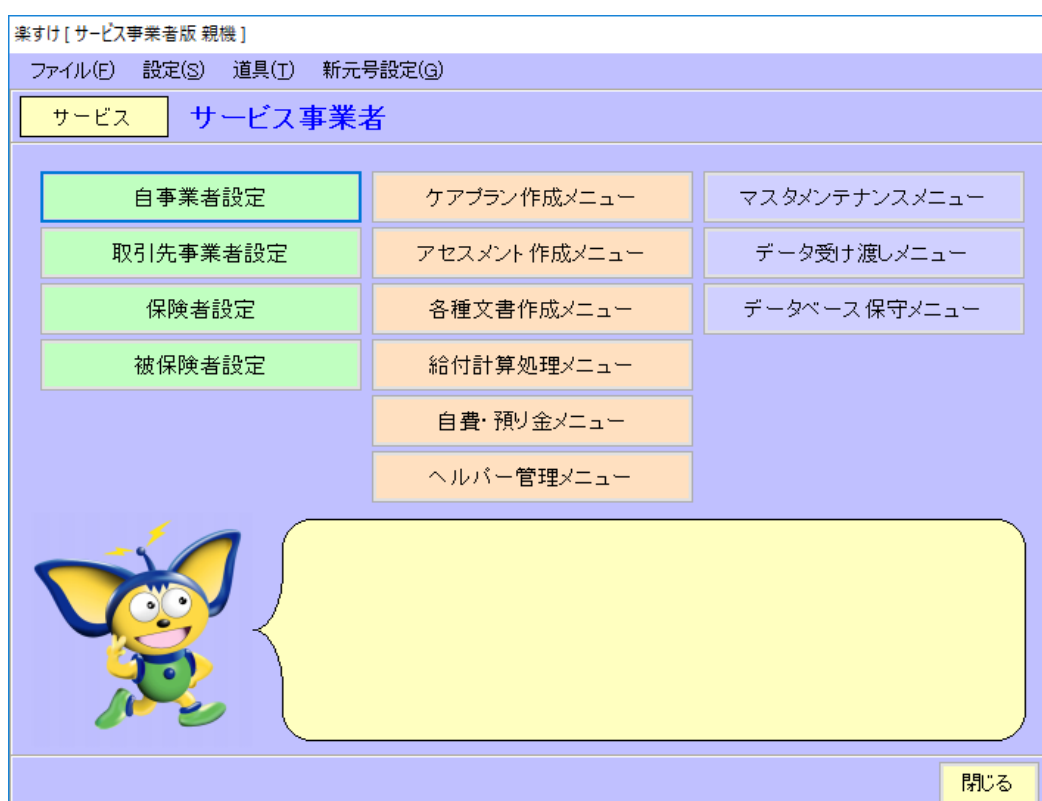 楽すけ [ サービス事業者版 親機 ]
ファイル(F) 設定(S) 道具(T) 新元号設定(G)
サービス サービス事業者
自事業者設定 ケアプラン作成メニュー マスタメンテナンスメニュー
取引先事業者設定 アセスメント作成メニュー データ受け渡しメニュー
保険者設定 各種文書作成メニュー データベース保守メニュー
被保険者設定 給付計算処理メニュー
自費・預り金メニュー
ヘルパー管理メニュー
閉じる